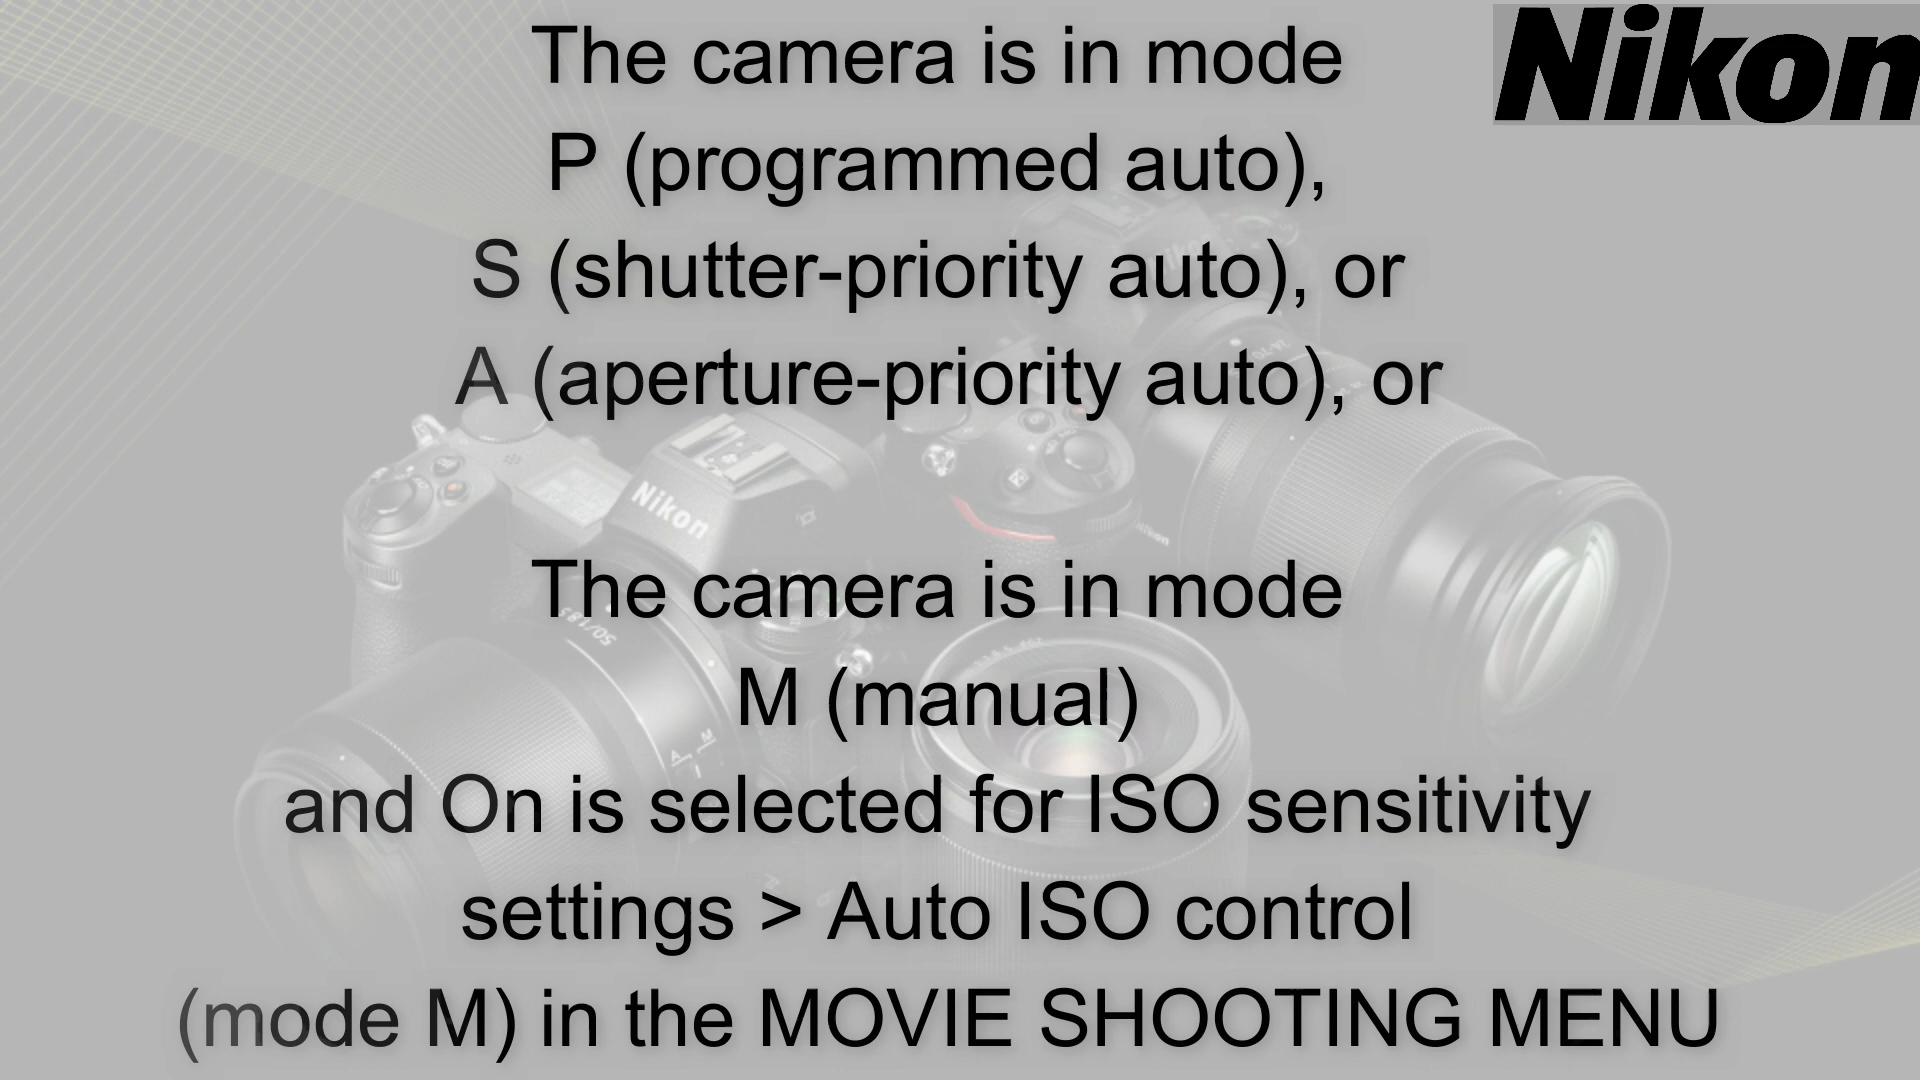 Nikon
The camera is in mode
P (programmed auto),
S (shutter-priority auto), or
A (aperture-priority auto), or
Nikon
The camera is in mode
M (manual)
and On is selected for ISO sensitivity
settings > Auto ISO control
(mode M) in the MOVIE SHOOTING MENU